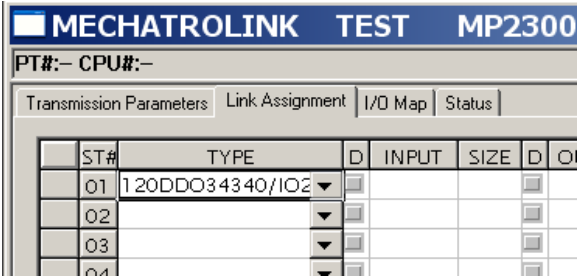 MECHATROLINK TEST MP2300
PT#:– CPU#:–
Transmission Parameters Link Assignment I/O Map Status
ST# TYPE D INPUT SIZE D
01 120DDO34340/IO2
02
03
04